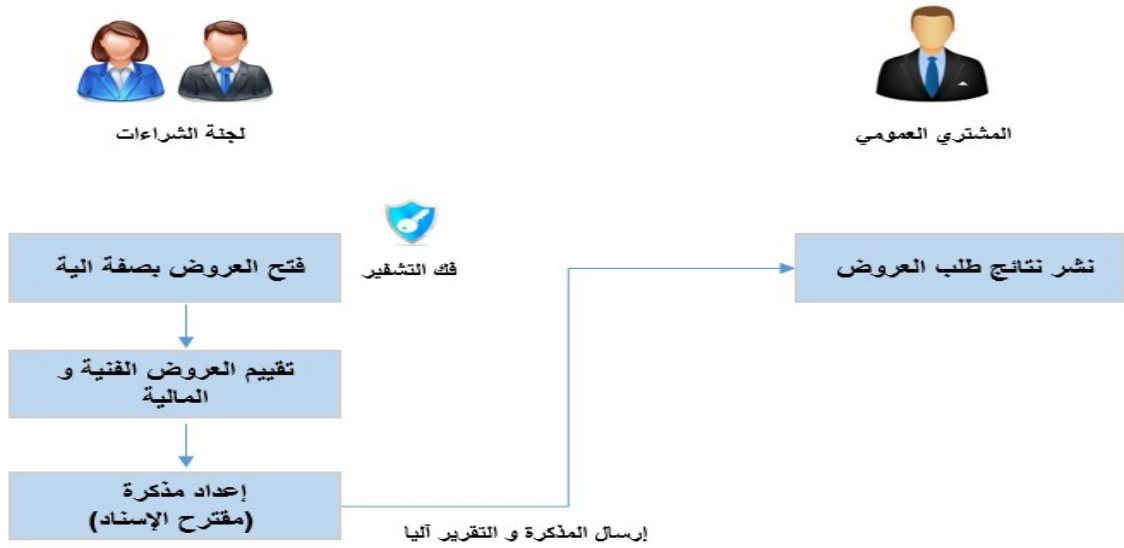 لجنة الشراءات
المشتري العمومي
فتح العروض بصفة الية
فك التشفير
نشر نتائج طلب العروض
تقييم العروض الفنية و
المالية
إعداد مذكرة
(مقترح الإسناد)
إرسال المذكرة و التقرير آليا